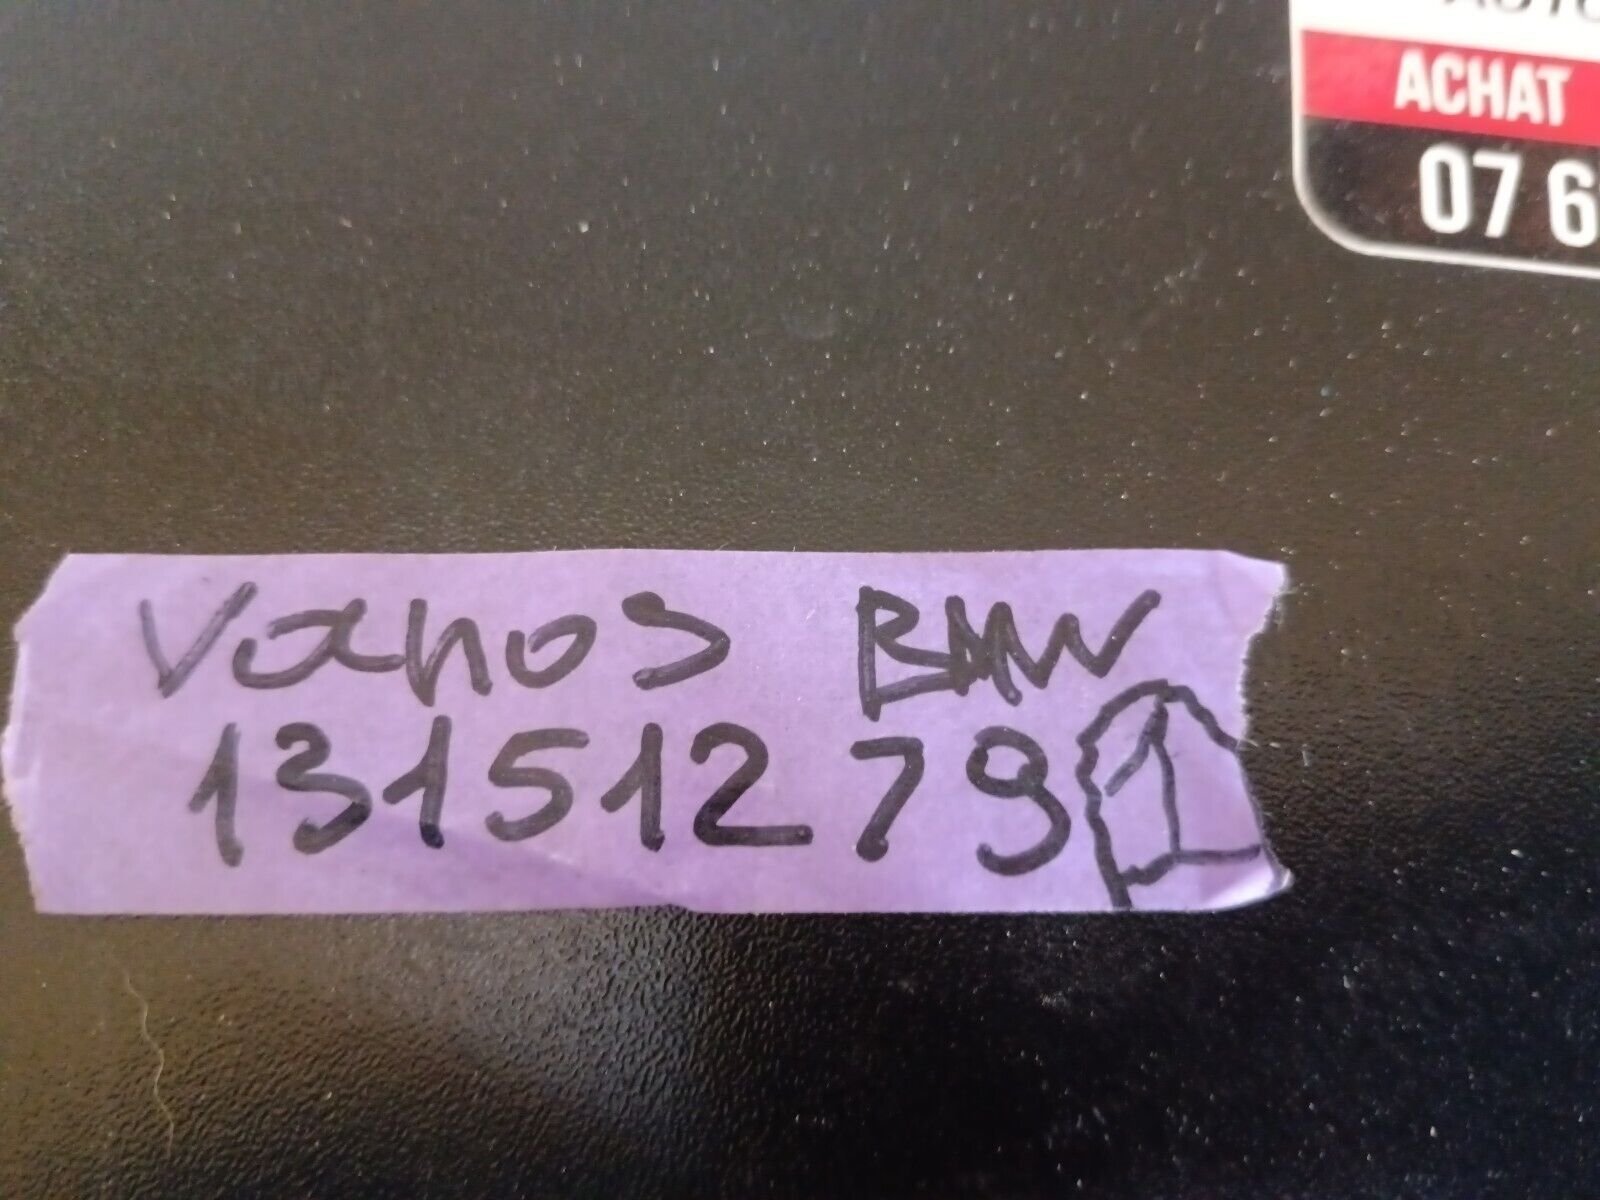 ACHAT
07 6
Vanos BMW
13151279 1